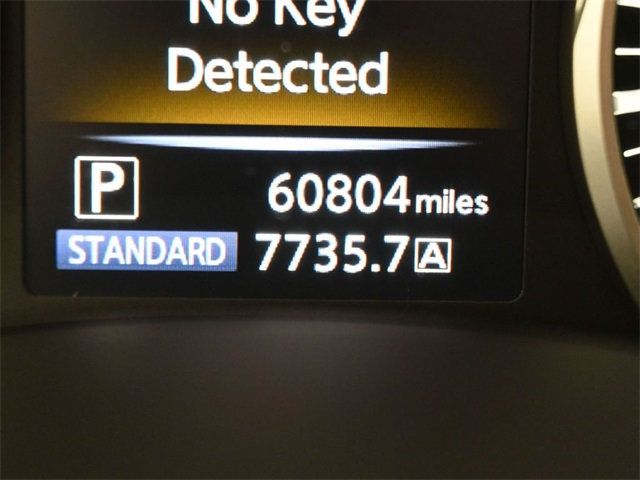 No Key
Detected
P 60804 miles
STANDARD 7735.7 A